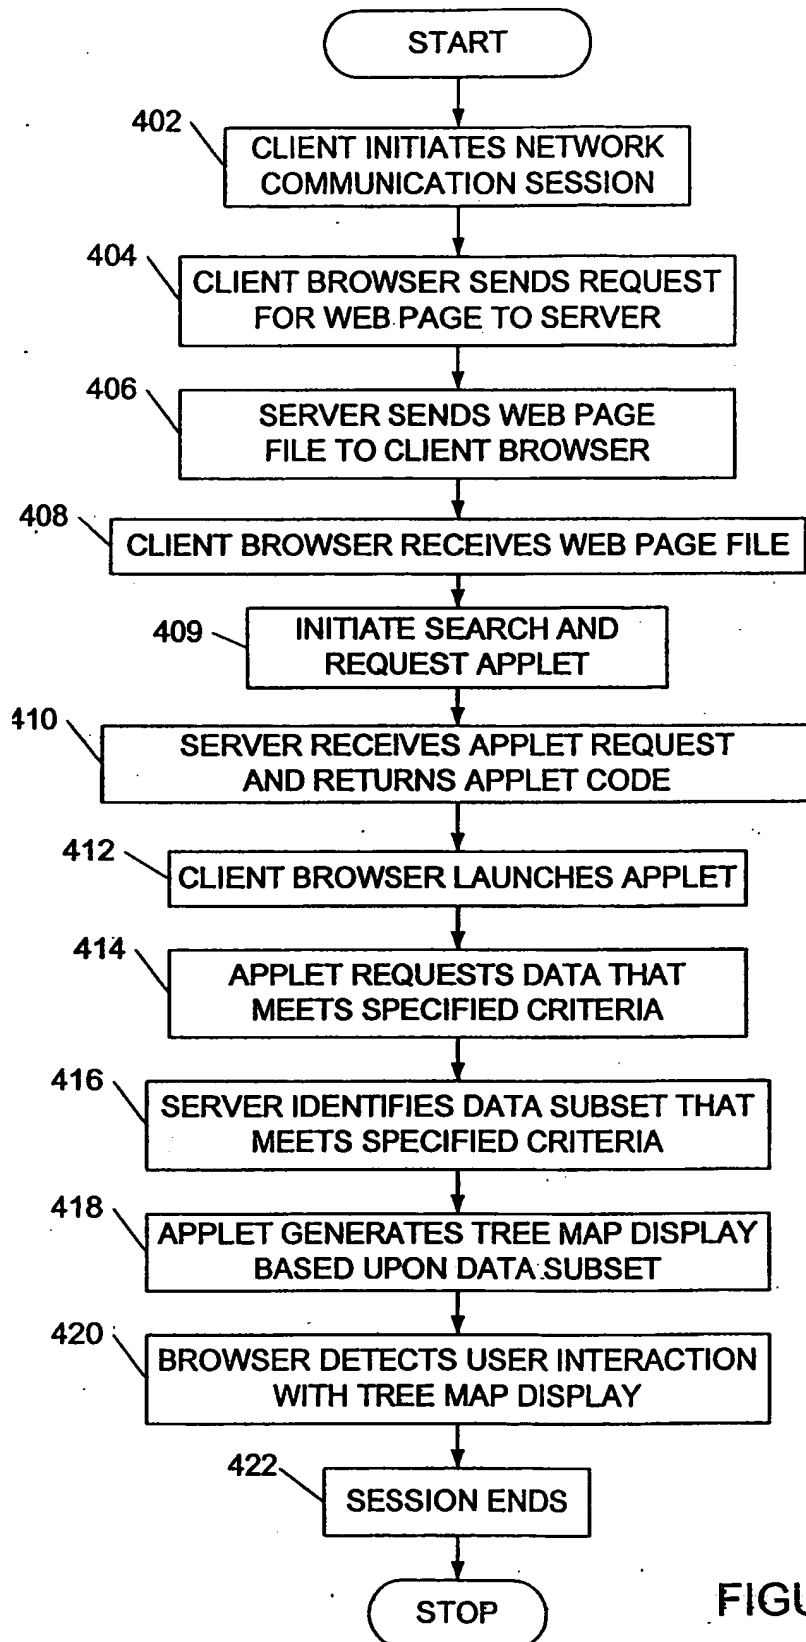 START
402
CLIENT INITIATES NETWORK
COMMUNICATION SESSION
404
CLIENT BROWSER SENDS REQUEST
FOR WEB PAGE TO SERVER
406
SERVER SENDS WEB PAGE
FILE TO CLIENT BROWSER
408
CLIENT BROWSER RECEIVES WEB PAGE FILE
409
INITIATE SEARCH AND
REQUEST APPLET
410
SERVER RECEIVES APPLET REQUEST
AND RETURNS APPLET CODE
412
CLIENT BROWSER LAUNCHES APPLET
414
APPLET REQUESTS DATA THAT
MEETS SPECIFIED CRITERIA
416
SERVER IDENTIFIES DATA SUBSET THAT
MEETS SPECIFIED CRITERIA
418
APPLET GENERATES TREE MAP DISPLAY
BASED UPON DATA SUBSET
420
BROWSER DETECTS USER INTERACTION
WITH TREE MAP DISPLAY
422
SESSION ENDS
STOP
FIGU